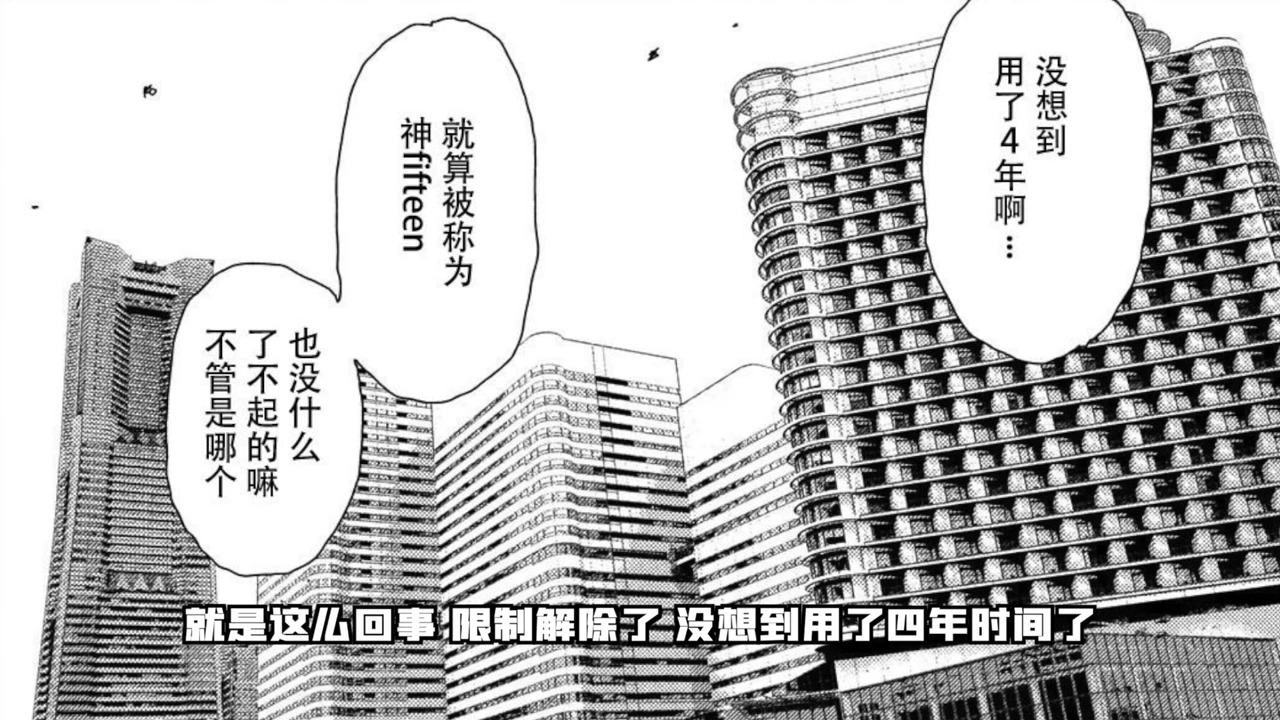 没想到
用了4年啊…
就算被称为
神fifteen
也没什么
了不起的嘛
不管是哪个
就是这么回事 限制解除了 没想到用了四年时间了